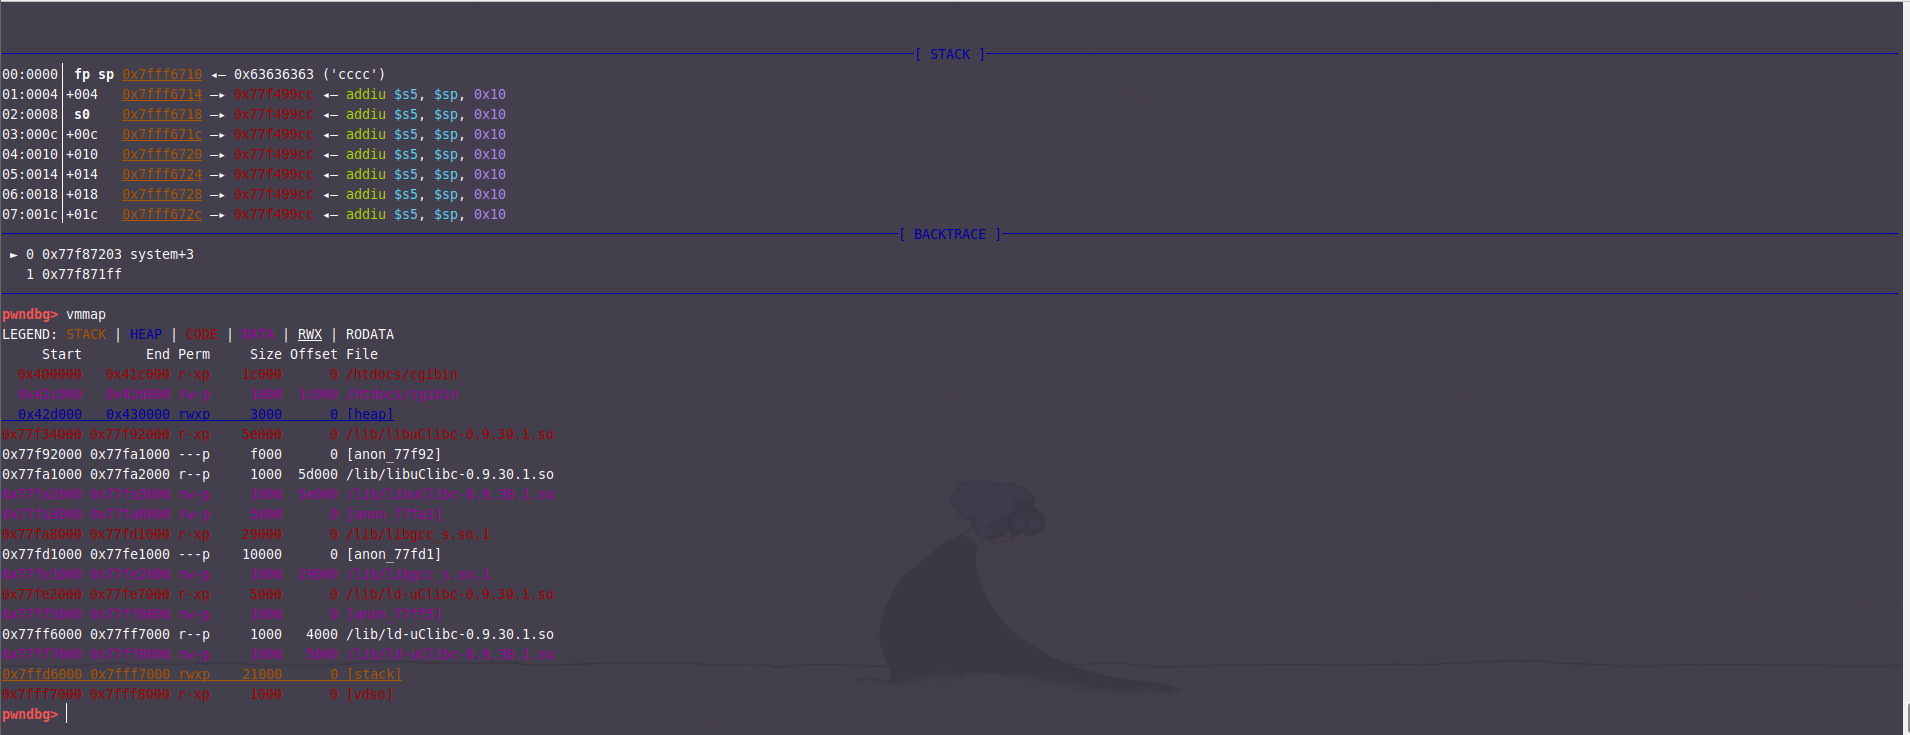 [ STACK ]
00:0000│ fp sp 0x7fff6710 ◂— 0x63636363 ('cccc')
01:0004│+004 0x7fff6714 —▸ 0x77f499cc ◂— addiu $s5, $sp, 0x10
02:0008│ s0 0x7fff6718 —▸ 0x77f499cc ◂— addiu $s5, $sp, 0x10
03:000c│+00c 0x7fff671c —▸ 0x77f499cc ◂— addiu $s5, $sp, 0x10
04:0010│+010 0x7fff6720 —▸ 0x77f499cc ◂— addiu $s5, $sp, 0x10
05:0014│+014 0x7fff6724 —▸ 0x77f499cc ◂— addiu $s5, $sp, 0x10
06:0018│+018 0x7fff6728 —▸ 0x77f499cc ◂— addiu $s5, $sp, 0x10
07:001c│+01c 0x7fff672c —▸ 0x77f499cc ◂— addiu $s5, $sp, 0x10
[ BACKTRACE ]
► 0 0x77f87203 system+3
1 0x77f871ff
pwndbg> vmmap
LEGEND: STACK | HEAP | CODE | DATA | RWX | RODATA
Start End Perm Size Offset File
0x400000 0x41c000 r-xp 1c000 0 /htdocs/cgibin
0x42c000 0x42d000 rw-p 1000 1c000 /htdocs/cgibin
0x42d000 0x430000 rwxp 3000 0 [heap]
0x77f34000 0x77f92000 r-xp 5e000 0 /lib/libuClibc-0.9.30.1.so
0x77f92000 0x77fa1000 ---p f000 0 [anon_77f92]
0x77fa1000 0x77fa2000 r--p 1000 5d000 /lib/libuClibc-0.9.30.1.so
0x77fa2000 0x77fa3000 rw-p 1000 5e000 /lib/libuClibc-0.9.30.1.so
0x77fa3000 0x77fa8000 rw-p 5000 0 [anon_77fa3]
0x77fa8000 0x77fd1000 r-xp 29000 0 /lib/libgcc_s.so.1
0x77fd1000 0x77fe1000 ---p 10000 0 [anon_77fd1]
0x77fe1000 0x77fe2000 rw-p 1000 29000 /lib/libgcc_s.so.1
0x77fe2000 0x77fe7000 r-xp 5000 0 /lib/ld-uClibc-0.9.30.1.so
0x77ff5000 0x77ff6000 rw-p 1000 0 [anon_77ff5]
0x77ff6000 0x77ff7000 r--p 1000 4000 /lib/ld-uClibc-0.9.30.1.so
0x77ff7000 0x77ff8000 rw-p 1000 5000 /lib/ld-uClibc-0.9.30.1.so
0x7ffd6000 0x7fff7000 rwxp 21000 0 [stack]
0x7fff7000 0x7fff8000 r-xp 1000 0 [vdso]
pwndbg>